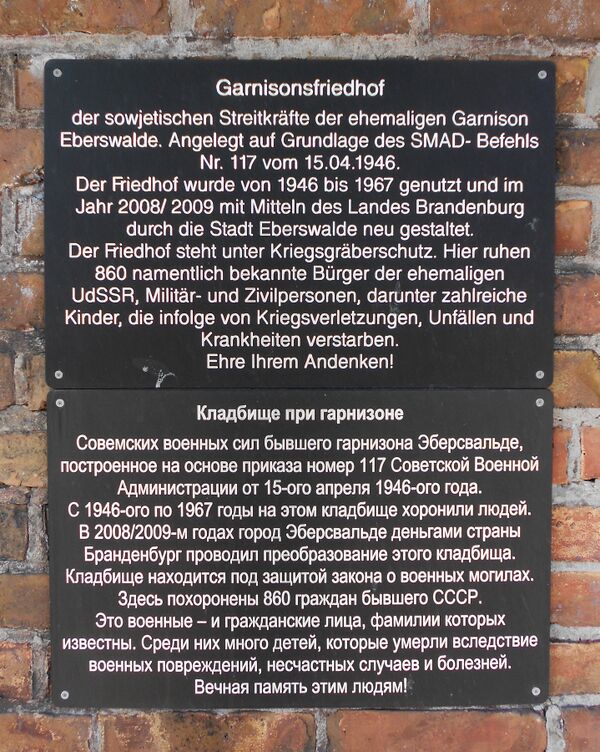 Garnisonsfriedhof
der sowjetischen Streitkräfte der ehemaligen Garnison
Eberswalde. Angelegt auf Grundlage des SMAD- Befehls
Nr. 117 vom 15.04.1946.
Der Friedhof wurde von 1946 bis 1967 genutzt und im
Jahr 2008/ 2009 mit Mitteln des Landes Brandenburg
durch die Stadt Eberswalde neu gestaltet.
Der Friedhof steht unter Kriegsgräberschutz. Hier ruhen
860 namentlich bekannte Bürger der ehemaligen
UdSSR, Militär- und Zivilpersonen, darunter zahlreiche
Kinder, die infolge von Kriegsverletzungen, Unfällen und
Krankheiten verstarben.
Ehre Ihrem Andenken!
Кладбище при гарнизоне
Совемских военных сил бывшего гарнизона Эберсвальде,
построенное на основе приказа номер 117 Советской Военной
Администрации от 15-ого апреля 1946-ого года.
С 1946-ого по 1967 годы на этом кладбище хоронили людей.
В 2008/2009-м годах город Эберсвальде деньгами страны
Бранденбург проводил преобразование этого кладбища.
Кладбище находится под защитой закона о военных могилах.
Здесь похоронены 860 граждан бывшего СССР.
Это военные – и гражданские лица, фамилии которых
известны. Среди них много детей, которые умерли вследствие
военных повреждений, несчастных случаев и болезней.
Вечная память этим людям!